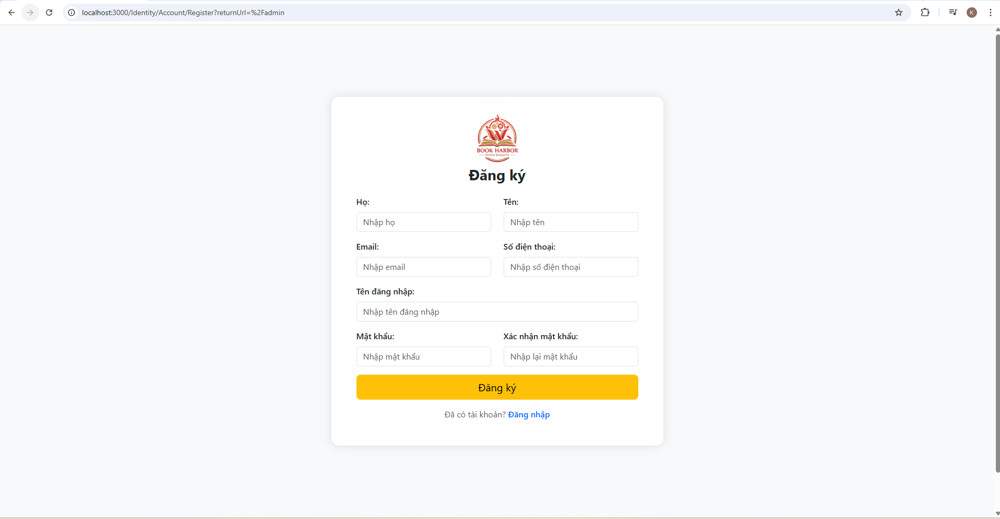 localhost:3000/Identity/Account/Register?returnUrl=%2Fadmin
K
W
BOOK HARBOR
Online Bookstire
Đăng ký
Họ:
Tên:
Nhập họ
Nhập tên
Email:
Số điện thoại:
Nhập email
Nhập số điện thoại
Tên đăng nhập:
Nhập tên đăng nhập
Mật khẩu:
Xác nhận mật khẩu:
Nhập mật khẩu
Nhập lại mật khẩu
Đăng ký
Đã có tài khoản? Đăng nhập